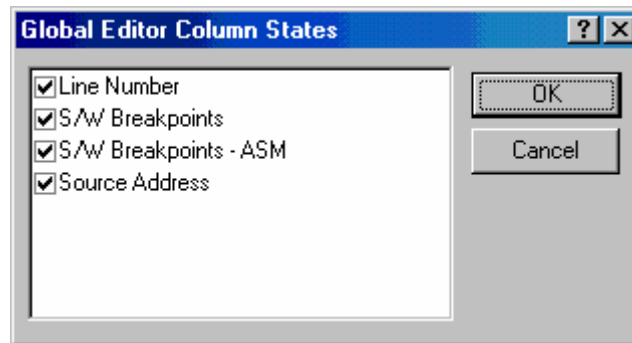 Global Editor Column States
Line Number
S/W Breakpoints
S/W Breakpoints - ASM
Source Address
OK
Cancel